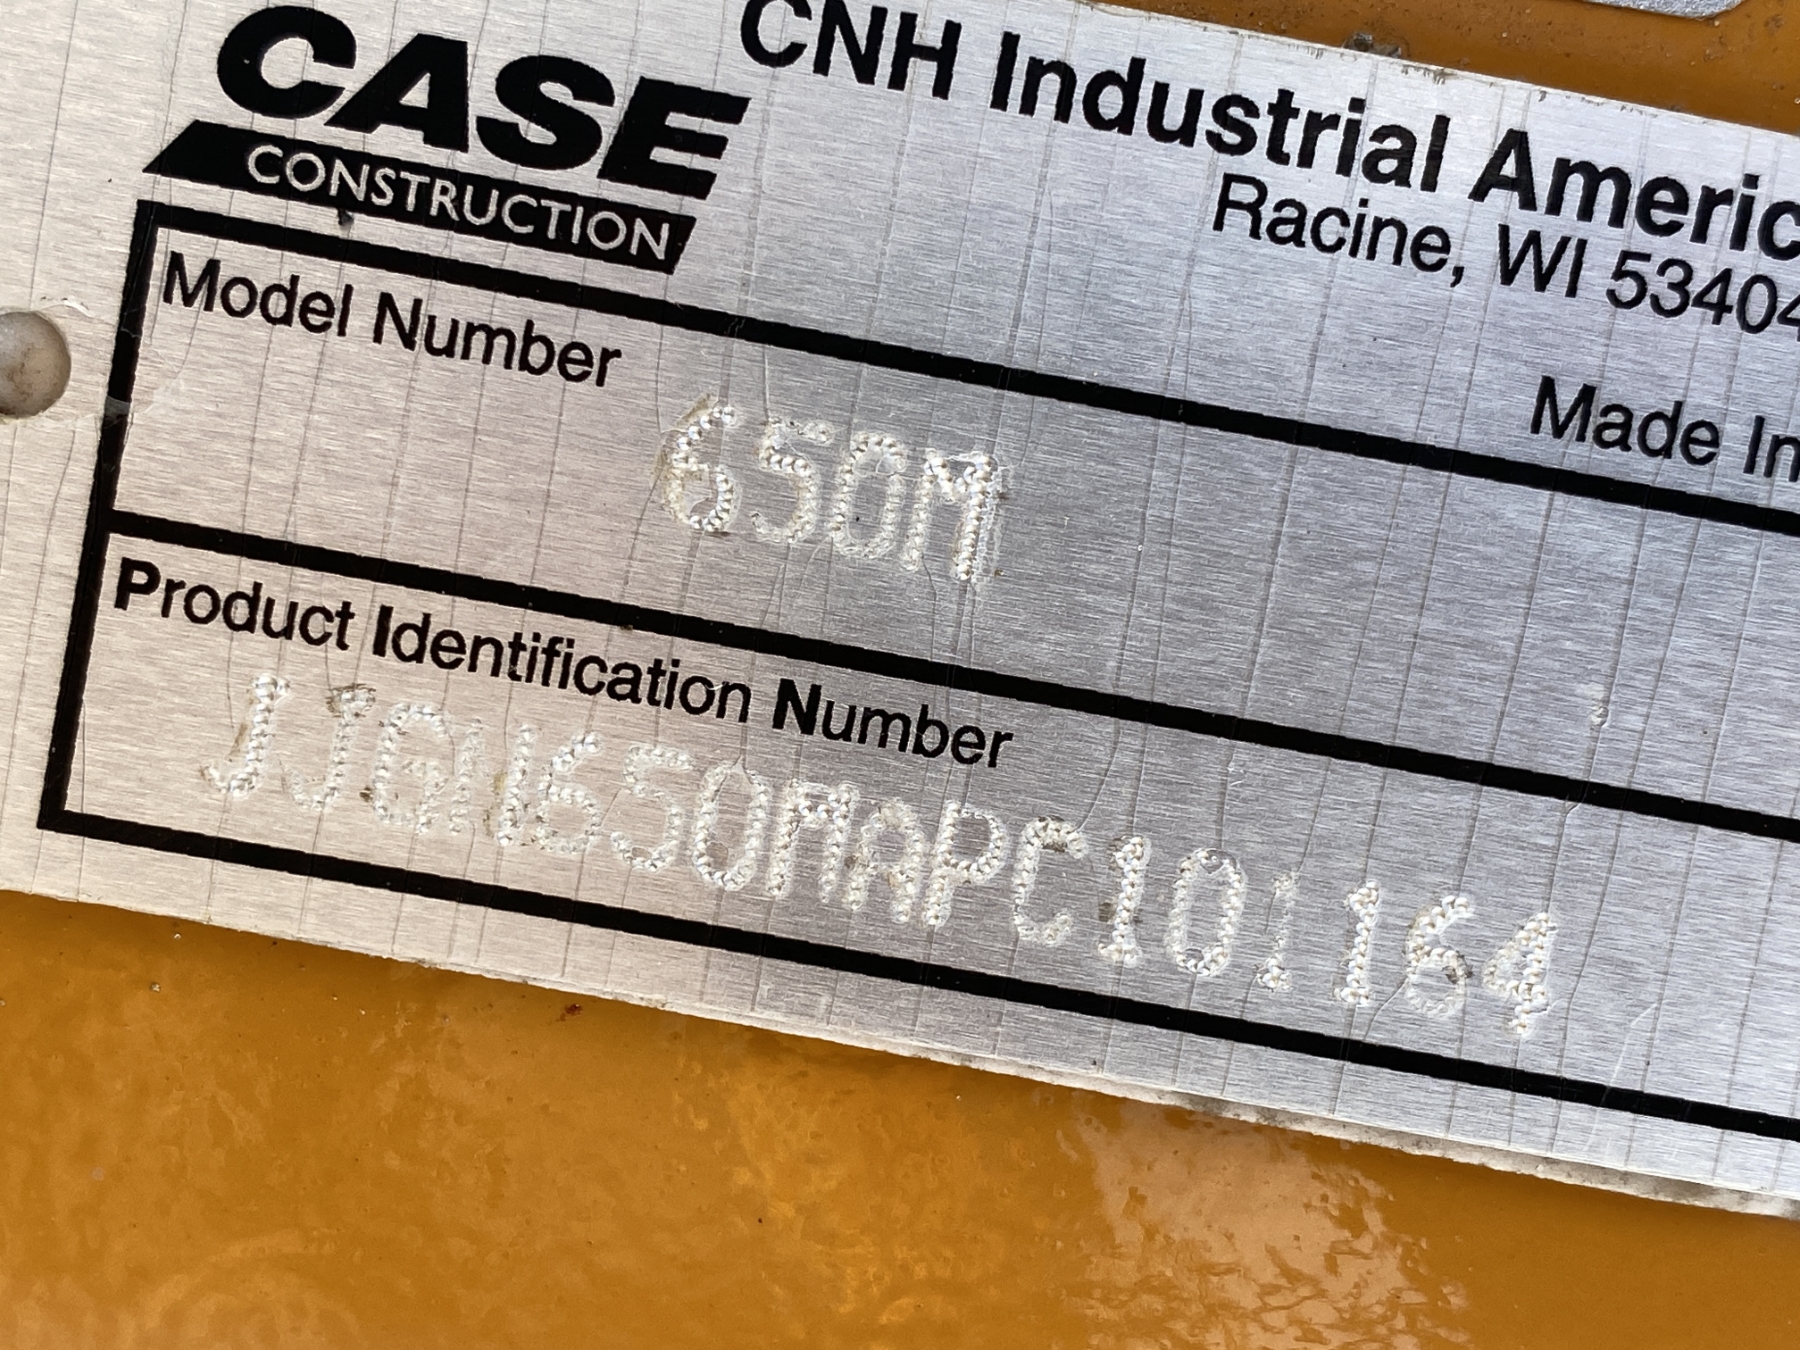 CASE
CONSTRUCTION
CNH Industrial Americ
Racine, WI 53404
Made In
Model Number
650M
Product Identification Number
JJGN650MAPC101164